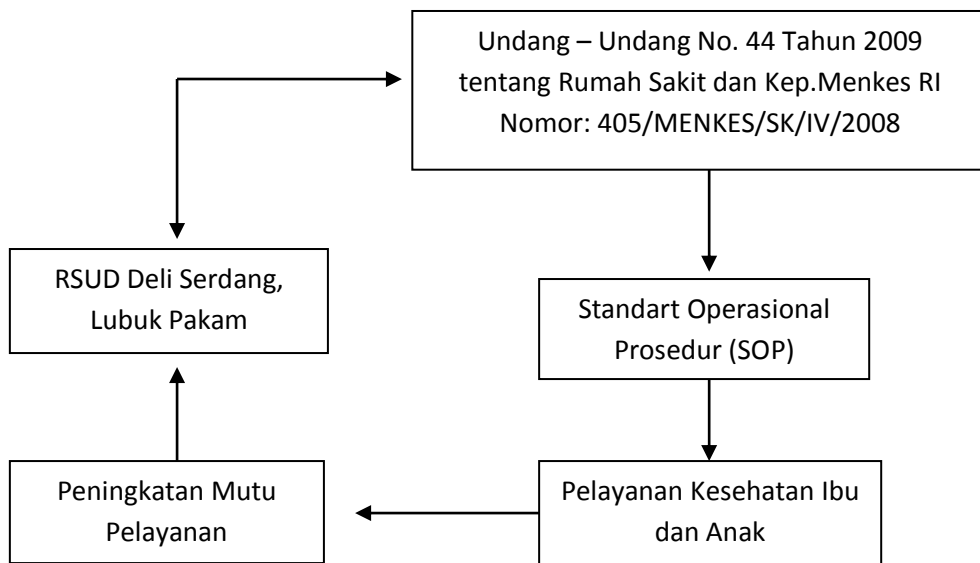 Undang – Undang No. 44 Tahun 2009
tentang Rumah Sakit dan Kep.Menkes RI
Nomor: 405/MENKES/SK/IV/2008
RSUD Deli Serdang,
Lubuk Pakam
Standart Operasional
Prosedur (SOP)
Peningkatan Mutu
Pelayanan
Pelayanan Kesehatan Ibu
dan Anak